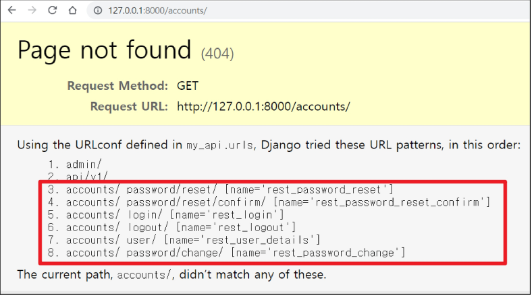 127.0.0.1:8000/accounts/
Page not found (404)
Request Method: GET
Request URL: http://127.0.0.1:8000/accounts/
Using the URLconf defined in my_api.urls, Django tried these URL patterns, in this order:
1. admin/
2. api/v1/
3. accounts/ password/reset/ [name='rest_password_reset']
4. accounts/ password/reset/confirm/ [name='rest_password_reset_confirm']
5. accounts/ login/ [name='rest_login']
6. accounts/ logout/ [name='rest_logout']
7. accounts/ user/ [name='rest_user_details']
8. accounts/ password/change/ [name='rest_password_change']
The current path, accounts/, didn't match any of these.